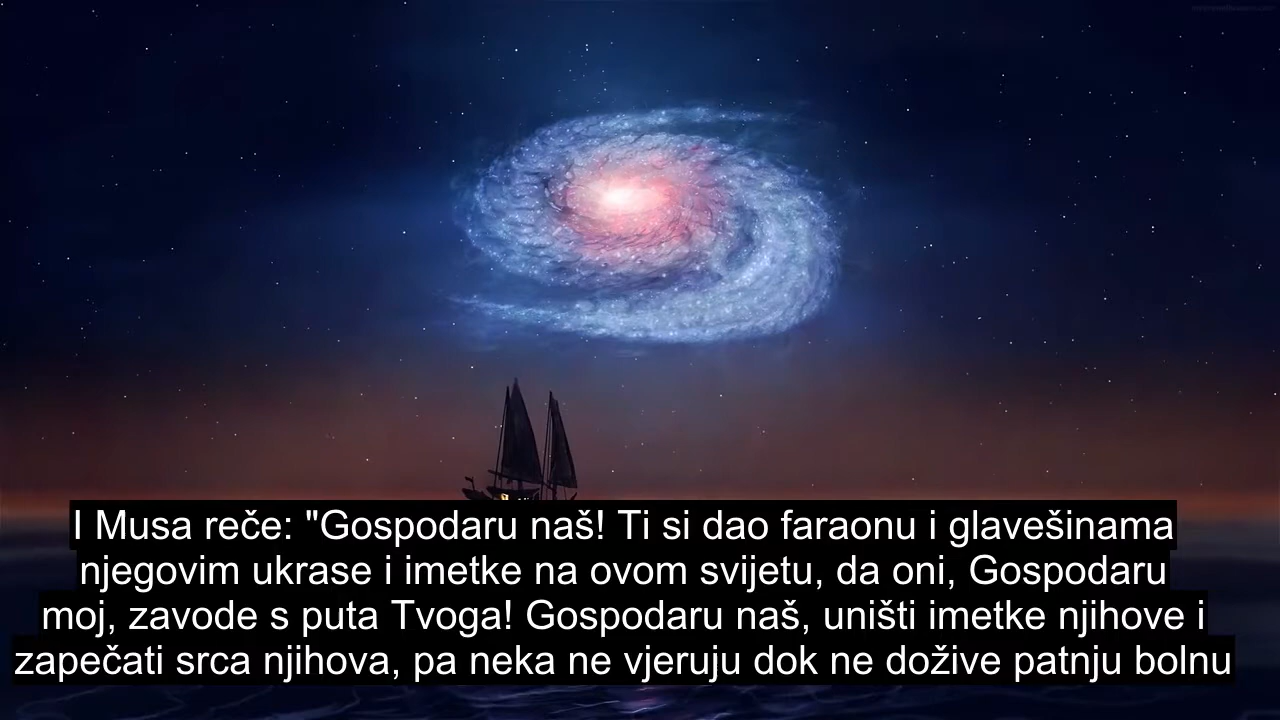 I Musa reče: "Gospodaru naš! Ti si dao faraonu i glavešinama
njegovim ukrase i imetke na ovom svijetu, da oni, Gospodaru
moj, zavode s puta Tvoga! Gospodaru naš, uništi imetke njihove i
zapečati srca njihova, pa neka ne vjeruju dok ne dožive patnju bolnu